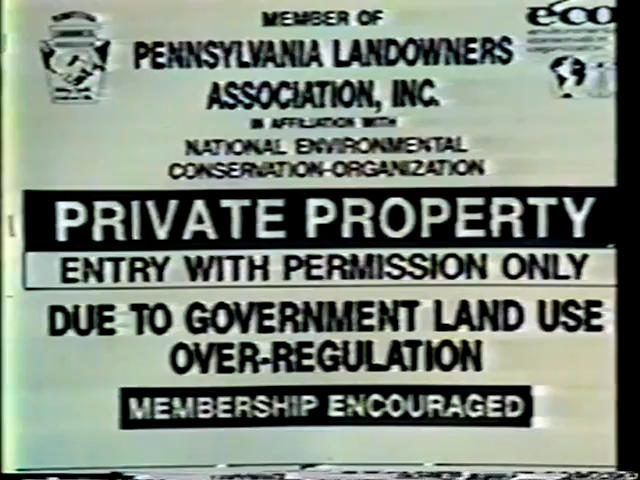 MEMBER OF
PENNSYLVANIA LANDOWNERS
ASSOCIATION, INC.
IN AFFILIATION WITH
NATIONAL ENVIRONMENTAL
CONSERVATION-ORGANIZATION
eco
PRIVATE PROPERTY
ENTRY WITH PERMISSION ONLY
DUE TO GOVERNMENT LAND USE
OVER-REGULATION
MEMBERSHIP ENCOURAGED